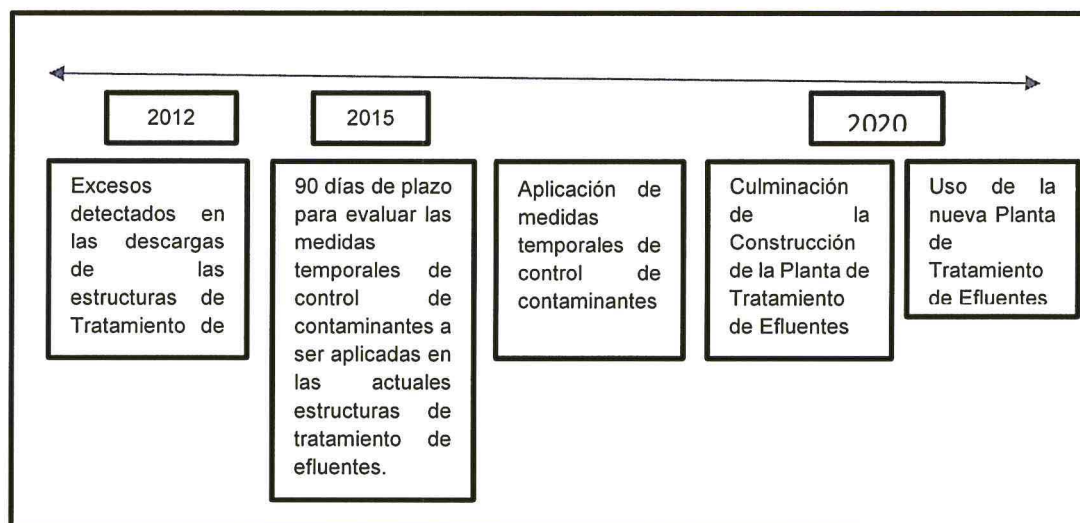 2012
2015
2020
Excesos
detectados en
las descargas
de las
estructuras de
Tratamiento de
90 días de plazo
para evaluar las
medidas
temporales de
control de
contaminantes a
ser aplicadas en
las actuales
estructuras de
tratamiento de
efluentes.
Aplicación de
medidas
temporales de
control de
contaminantes
Culminación
de la
Construcción
de la Planta de
Tratamiento
de Efluentes
Uso de la
nueva Planta
de
Tratamiento
de Efluentes